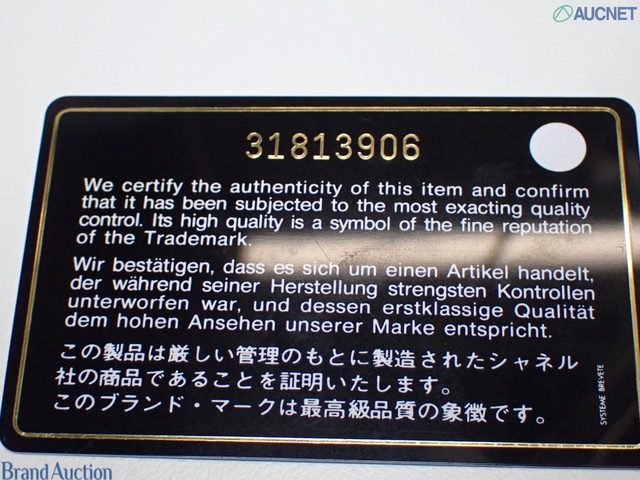 AUCNET
31813906
We certify the authenticity of this item and confirm
that it has been subjected to the most exacting quality
control. Its high quality is a symbol of the fine reputation
of the Trademark.
Wir bestätigen, dass es sich um einen Artikel handelt,
der während seiner Herstellung strengsten Kontrollen
unterworfen war, und dessen erstklassige Qualität
dem hohen Ansehen unserer Marke entspricht.
この製品は厳しい管理のもとに製造されたシャネル
社の商品であることを証明いたします。
このブランド・マークは最高級品質の象徴です。
SYSTEME BREVETE
Brand Auction